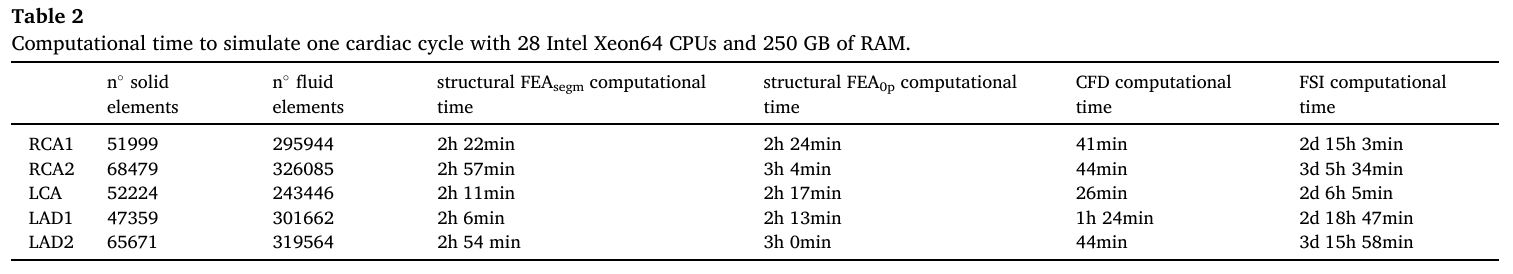 Table 2
Computational time to simulate one cardiac cycle with 28 Intel Xeon64 CPUs and 250 GB of RAM.
n° solid elements n° fluid elements structural FEAsegm computational time structural FEA0p computational time CFD computational time FSI computational time
RCA1 51999 295944 2h 22min 2h 24min 41min 2d 15h 3min
RCA2 68479 326085 2h 57min 3h 4min 44min 3d 5h 34min
LCA 52224 243446 2h 11min 2h 17min 26min 2d 6h 5min
LAD1 47359 301662 2h 6min 2h 13min 1h 24min 2d 18h 47min
LAD2 65671 319564 2h 54 min 3h 0min 44min 3d 15h 58min